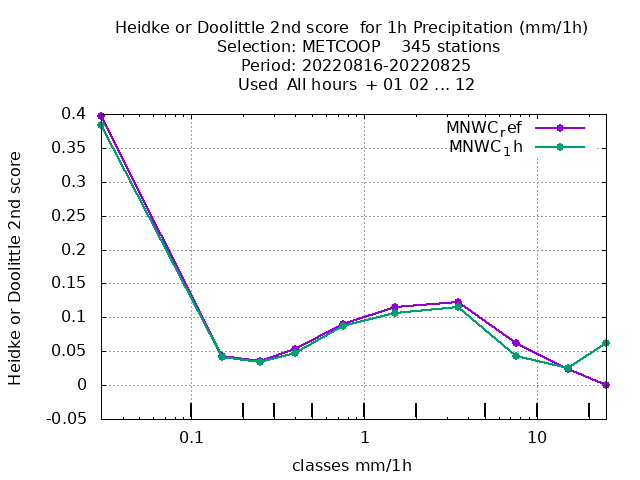 Heidke or Doolittle 2nd score  for 1h Precipitation (mm/1h)
Selection: METCOOP    345 stations
Period: 20220816-20220825
Used  All hours  + 01 02 ... 12
MNWC_ref
MNWC_1h
0.4
0.35
0.3
0.25
0.2
0.15
0.1
0.05
0
-0.05
Heidke or Doolittle 2nd score
0.1 1 10
classes mm/1h